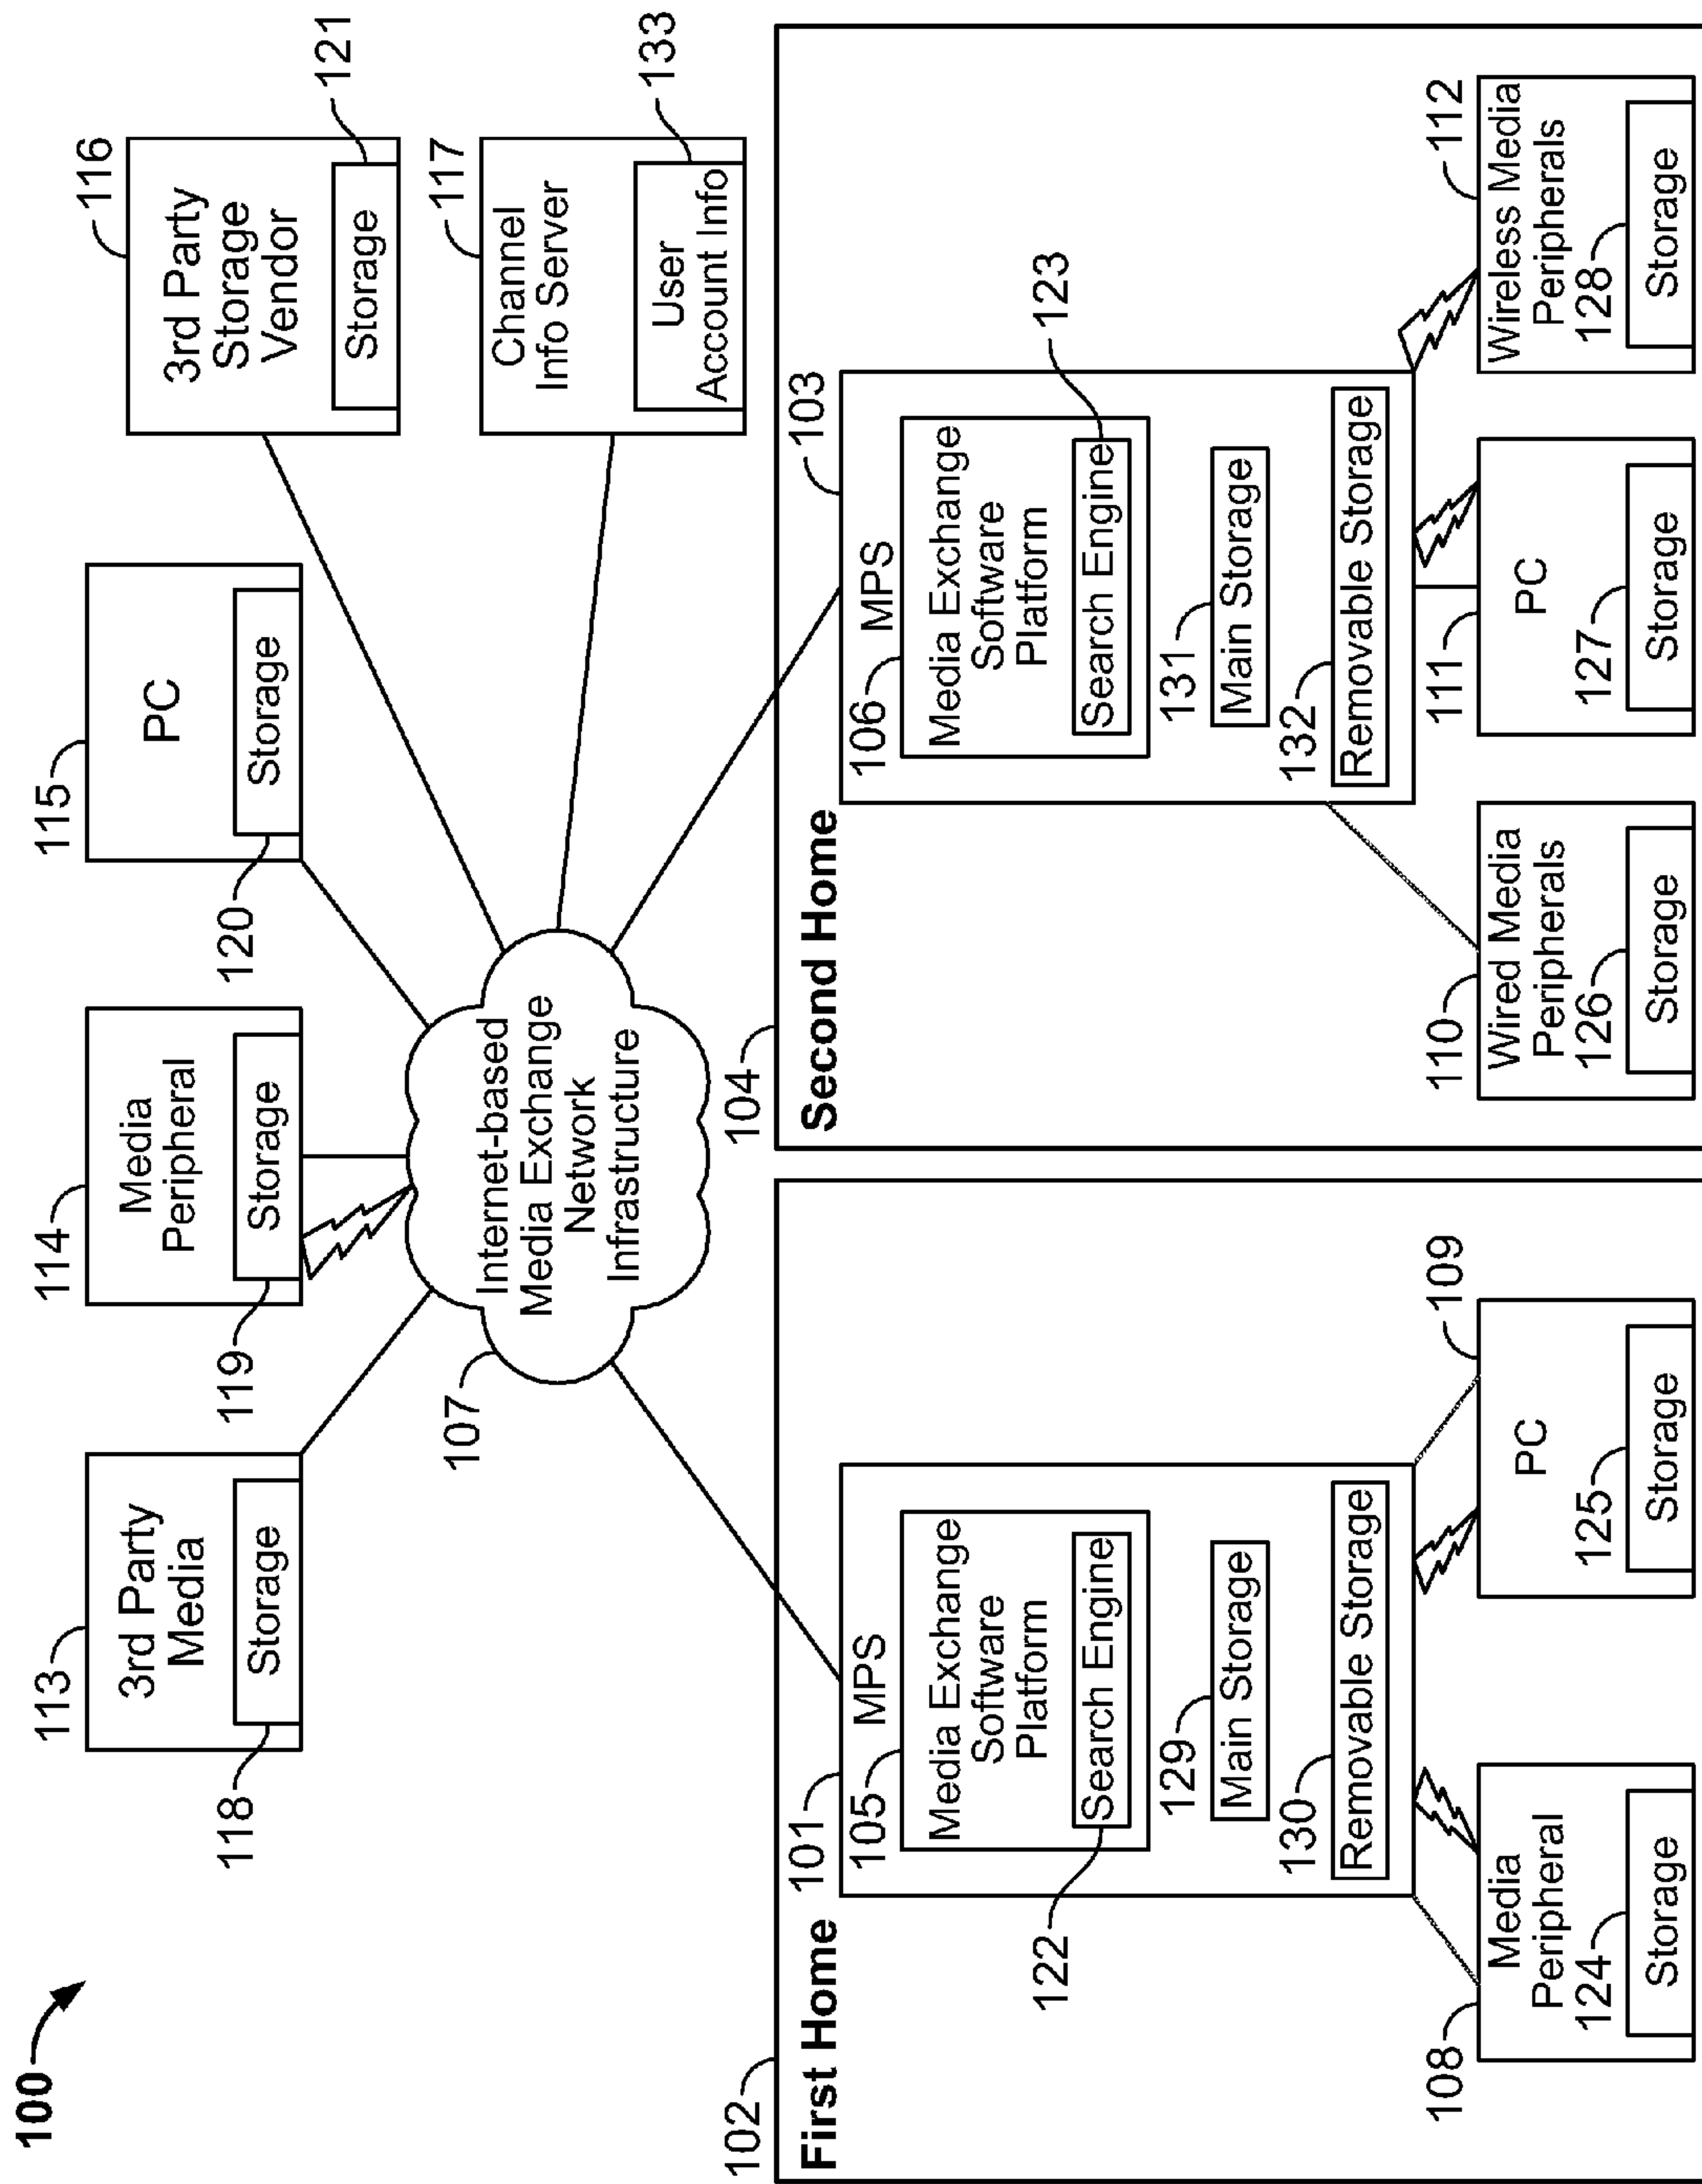 100
113
3rd Party
Media
Storage
118
114
Media
Peripheral
Storage
119
115
PC
Storage
120
116
3rd Party
Storage
Vendor
Storage
121
117
Channel
Info Server
User
Account Info
133
Internet-based
Media Exchange
Network
Infrastructure
107
102
First Home
101
MPS
105
Media Exchange
Software
Platform
Search Engine
122
129
Main Storage
130
Removable Storage
108
Media
Peripheral
124
Storage
109
PC
125
Storage
104
Second Home
103
MPS
106
Media Exchange
Software
Platform
Search Engine
123
131
Main Storage
132
Removable Storage
110
Wired Media
Peripherals
126
Storage
111
PC
127
Storage
112
Wireless Media
Peripherals
128
Storage